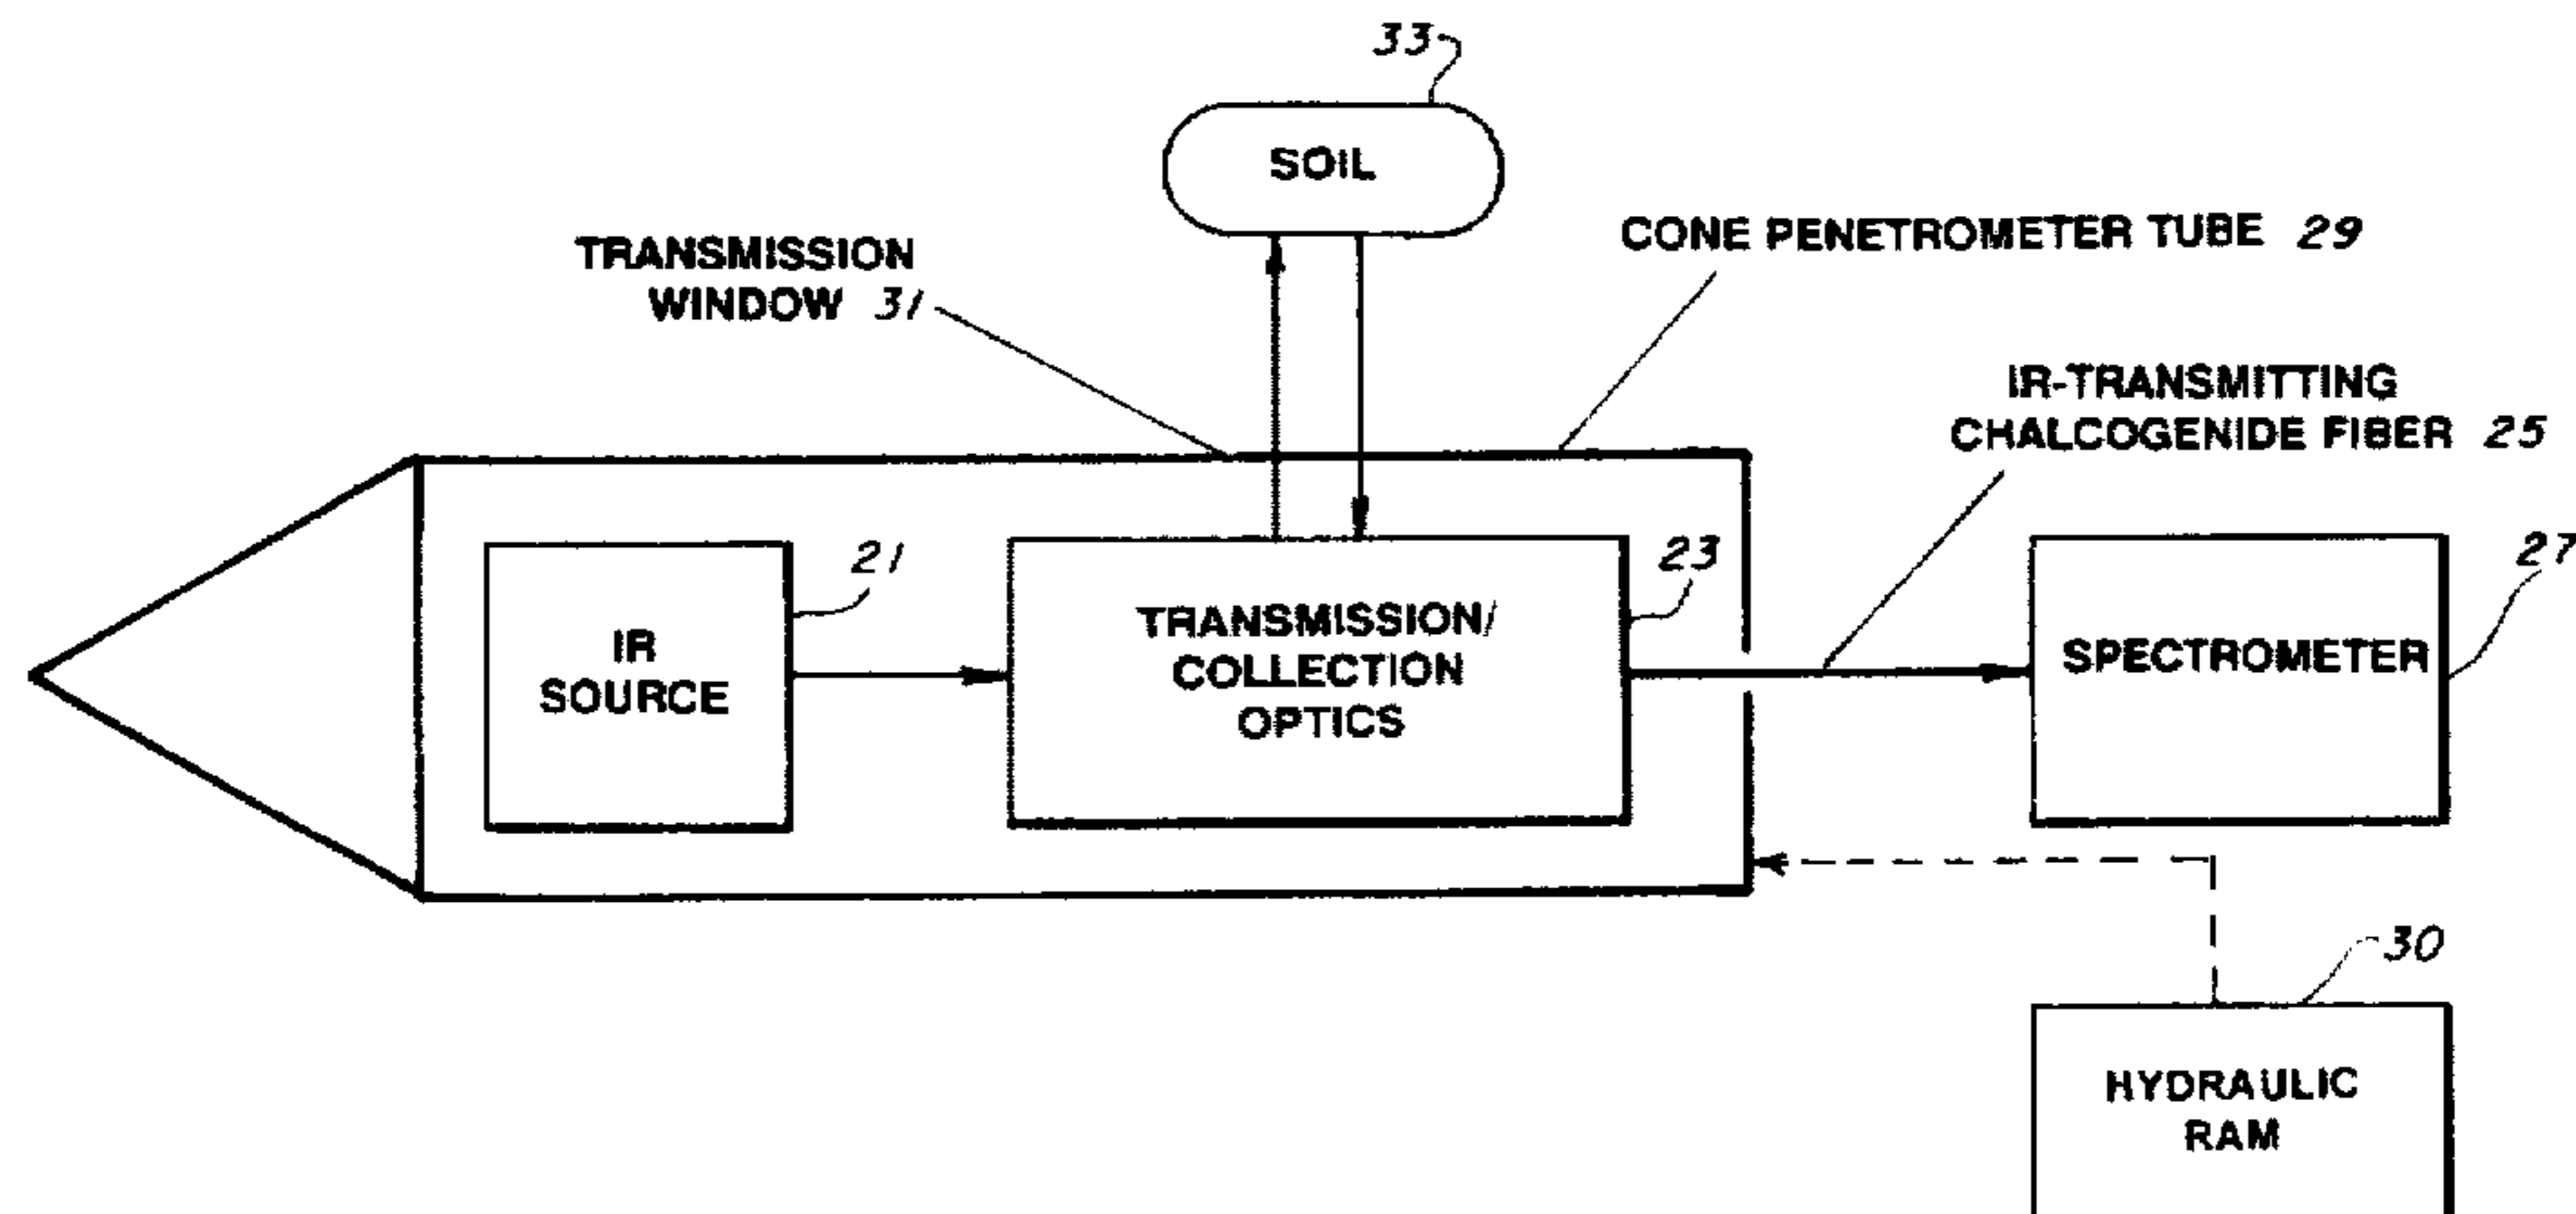 33
SOIL
CONE PENETROMETER TUBE 29
TRANSMISSION
WINDOW 31
IR-TRANSMITTING
CHALCOGENIDE FIBER 25
21
23
27
IR
SOURCE
TRANSMISSION/
COLLECTION
OPTICS
SPECTROMETER
30
HYDRAULIC
RAM